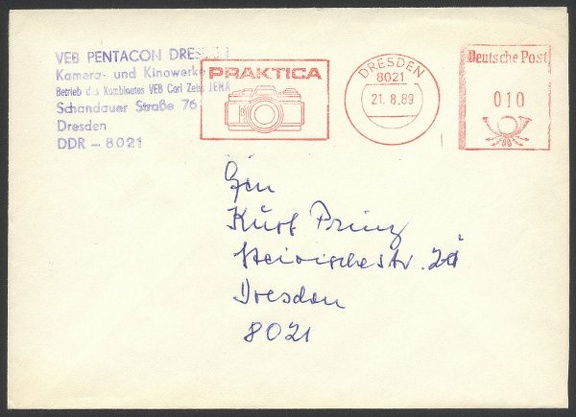 VEB PENTACON DRESDEN
Kamera- und Kinowerke
Betrieb des Kombinates VEB Carl Zeiss JENA
Schandauer Straße 76
Dresden
DDR - 8021
PRAKTICA
DRESDEN
8021
21.8.89
Deutsche Post
010
Gen
Kurt Prinz
Dresden
8021